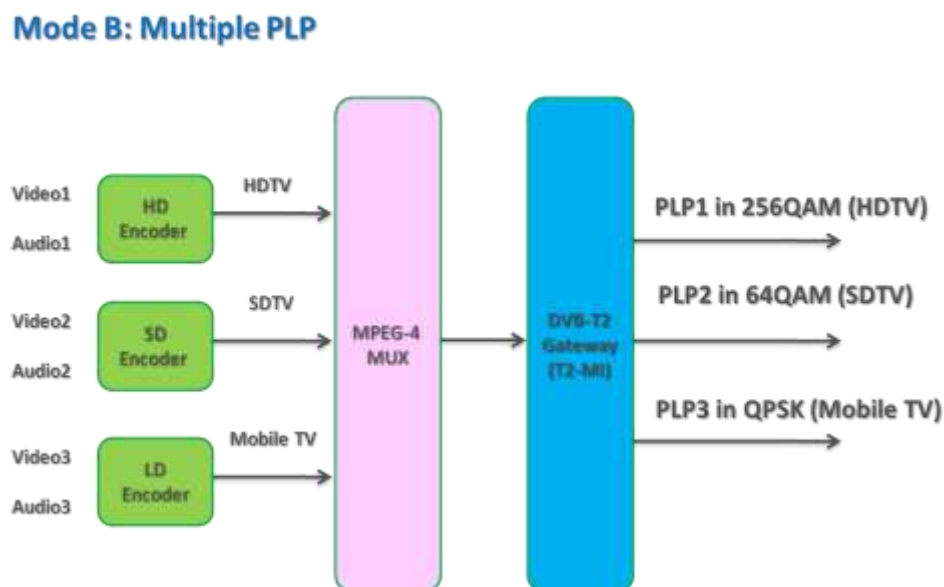 Mode B: Multiple PLP
Video1
Audio1
HD
Encoder
HDTV
Video2
Audio2
SD
Encoder
SDTV
Video3
Audio3
LD
Encoder
Mobile TV
MPEG-4
MUX
DVB-T2
Gateway
(T2-MI)
PLP1 in 256QAM (HDTV)
PLP2 in 64QAM (SDTV)
PLP3 in QPSK (Mobile TV)